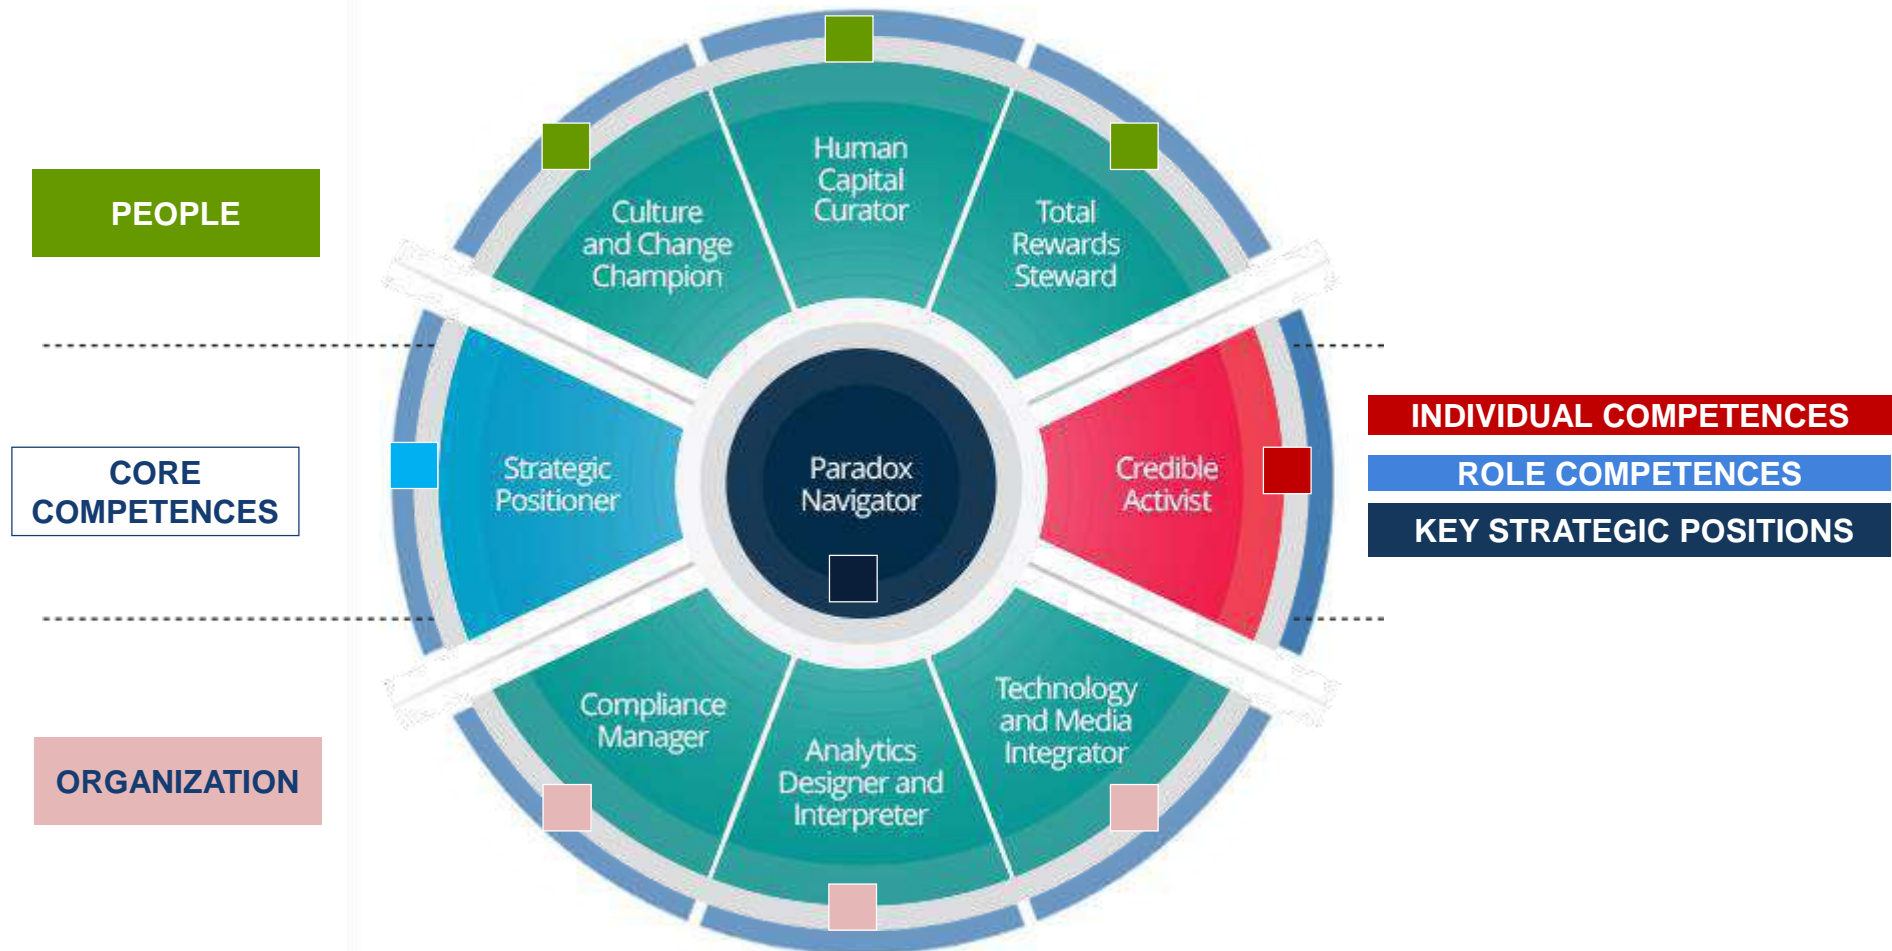 PEOPLE
CORE
COMPETENCES
ORGANIZATION
Human
Capital
Curator
Culture
and Change
Champion
Total
Rewards
Steward
Strategic
Positioner
Paradox
Navigator
Credible
Activist
Compliance
Manager
Analytics
Designer and
Interpreter
Technology
and Media
Integrator
INDIVIDUAL COMPETENCES
ROLE COMPETENCES
KEY STRATEGIC POSITIONS